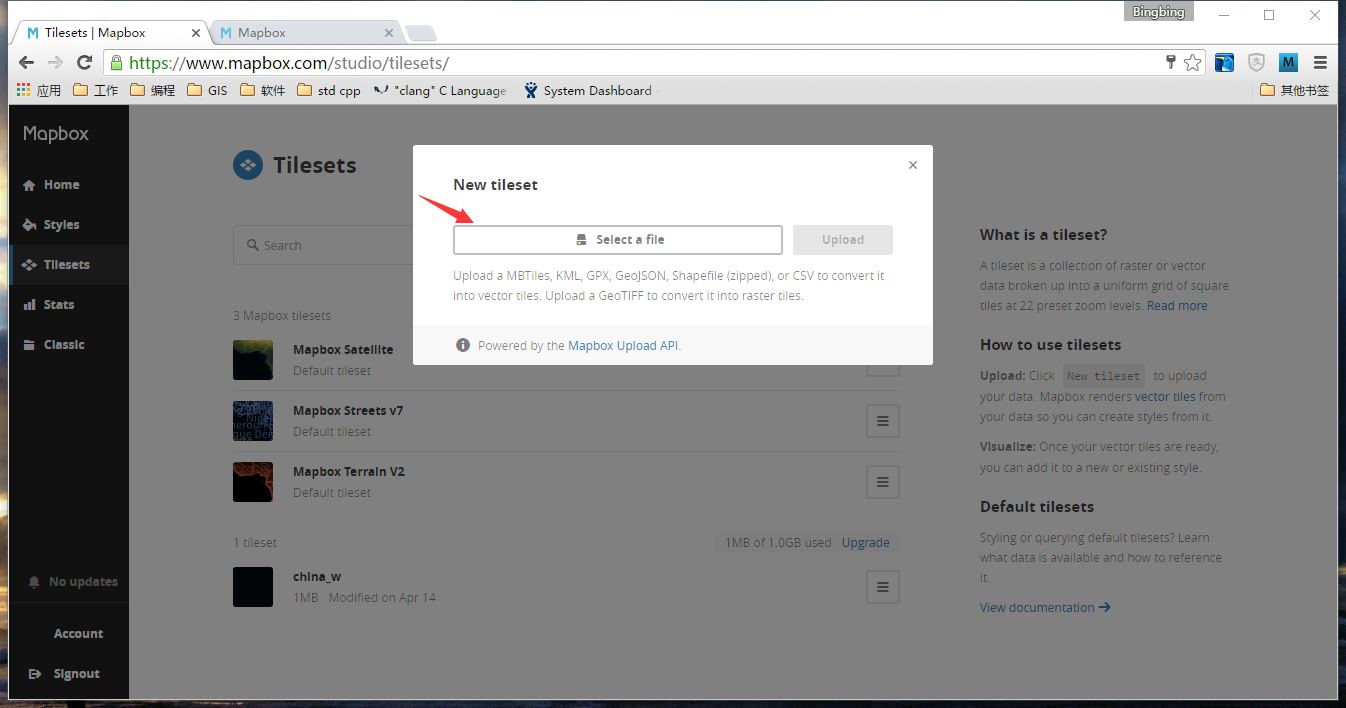 Bingbing
Tilesets | Mapbox
Mapbox
https://www.mapbox.com/studio/tilesets/
应用
工作
编程
GIS
软件
std cpp
"clang" C Language
System Dashboard
其他书签
Mapbox
Home
Styles
Tilesets
Stats
Classic
No updates
Account
Signout
Tilesets
Search
3 Mapbox tilesets
Mapbox Satellite
Default tileset
Mapbox Streets v7
Default tileset
Mapbox Terrain V2
Default tileset
1 tileset
1MB of 1.0GB used Upgrade
china_w
1MB Modified on Apr 14
New tileset
Select a file
Upload
Upload a MBTiles, KML, GPX, GeoJSON, Shapefile (zipped), or CSV to convert it
into vector tiles. Upload a GeoTIFF to convert it into raster tiles.
Powered by the Mapbox Upload API.
What is a tileset?
A tileset is a collection of raster or vector
data broken up into a uniform grid of square
tiles at 22 preset zoom levels. Read more
How to use tilesets
Upload: Click New tileset to upload
your data. Mapbox renders vector tiles from
your data so you can create styles from it.
Visualize: Once your vector tiles are ready,
you can add it to a new or existing style.
Default tilesets
Styling or querying default tilesets? Learn
what data is available and how to reference
it.
View documentation